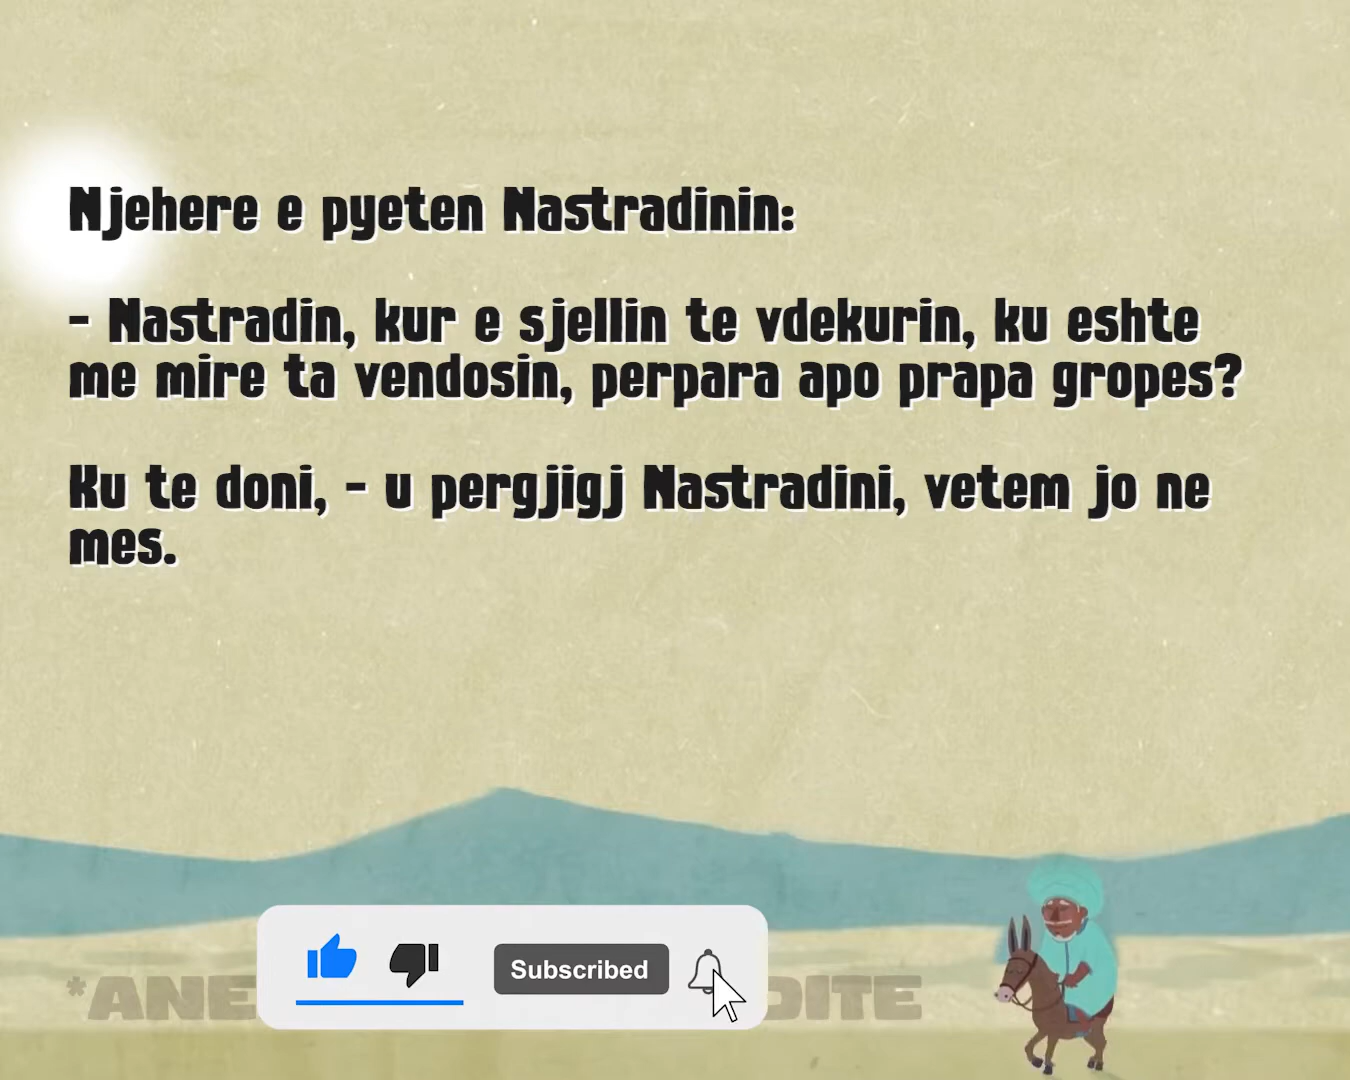 Njehere e pyeten Nastradinin:
- Nastradin, kur e sjellin te vdekurin, ku eshte
me mire ta vendosin, perpara apo prapa gropes?
Ku te doni, - u pergjigj Nastradini, vetem jo ne
mes.
Subscribed